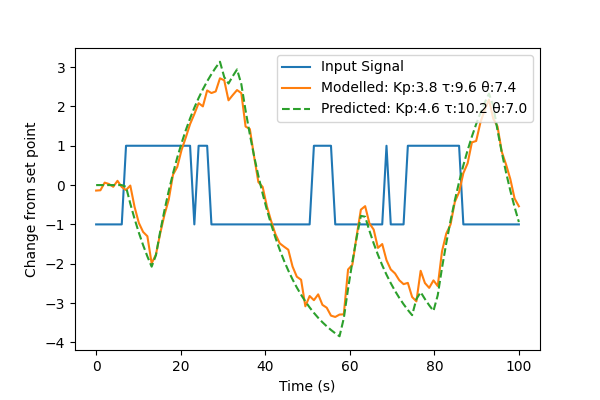 Input Signal
Modelled: Kp:3.8 τ:9.6 θ:7.4
Predicted: Kp:4.6 τ:10.2 θ:7.0
Change from set point
3
2
1
0
−1
−2
−3
−4
0 20 40 60 80 100
Time (s)